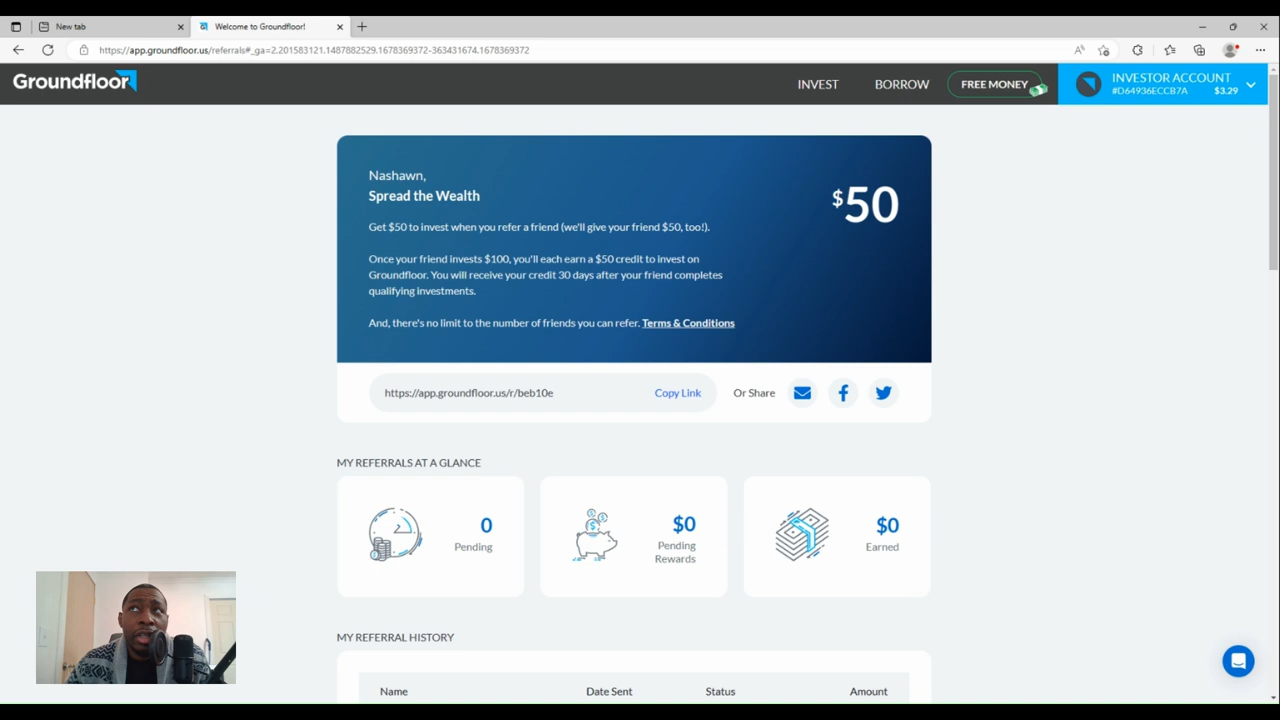 New tab
Welcome to Groundfloor!
https://app.groundfloor.us/referrals#_ga=2.201583121.1487882529.1678369372-363431674.1678369372
Groundfloor
INVEST
BORROW
FREE MONEY
INVESTOR ACCOUNT
#D64936ECCB7A $3.29
Nashawn,
Spread the Wealth
$50
Get $50 to invest when you refer a friend (we'll give your friend $50, too!).
Once your friend invests $100, you'll each earn a $50 credit to invest on
Groundfloor. You will receive your credit 30 days after your friend completes
qualifying investments.
And, there's no limit to the number of friends you can refer. Terms & Conditions
https://app.groundfloor.us/r/beb10e
Copy Link
Or Share
MY REFERRALS AT A GLANCE
0
Pending
$0
Pending
Rewards
$0
Earned
MY REFERRAL HISTORY
Name Date Sent Status Amount